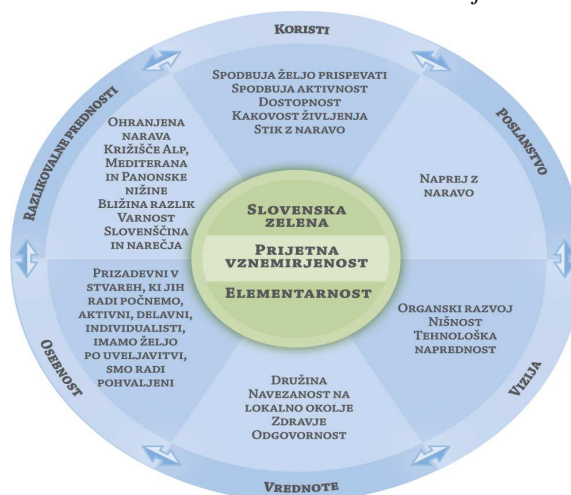 KORISTI
SPODBUJA ŽELJO PRISPEVATI
SPODBUJA AKTIVNOST
DOSTOPNOST
KAKOVOST ŽIVLJENJA
STIK Z NARAVO
POSLANSTVO
NAPREJ Z
NARAVO
VIZIJA
ORGANSKI RAZVOJ
NIŠNOST
TEHNOLOŠKA
NAPREDNOST
VREDNOTE
DRUŽINA
NAVEZANOST NA
LOKALNO OKOLJE
ZDRAVJE
ODGOVORNOST
OSEBNOST
PRIZADEVNI V
STVAREH, KI JIH
RADI POČNEMO,
AKTIVNI, DELAVNI,
INDIVIDUALISTI,
IMAMO ŽELJO
PO UVELJAVITVI,
SMO RADI
POHVALJENI
RAZLIKOVALNE PREDNOSTI
OHRANJENA
NARAVA
KRIŽIŠČE ALP,
MEDITERANA
IN PANONSKE
NIŽINE
BLIŽINA RAZLIK
VARNOST
SLOVENŠČINA
IN NAREČJA
SLOVENSKA
ZELENA
PRIJETNA
VZNEMIRJENOST
ELEMENTARNOST